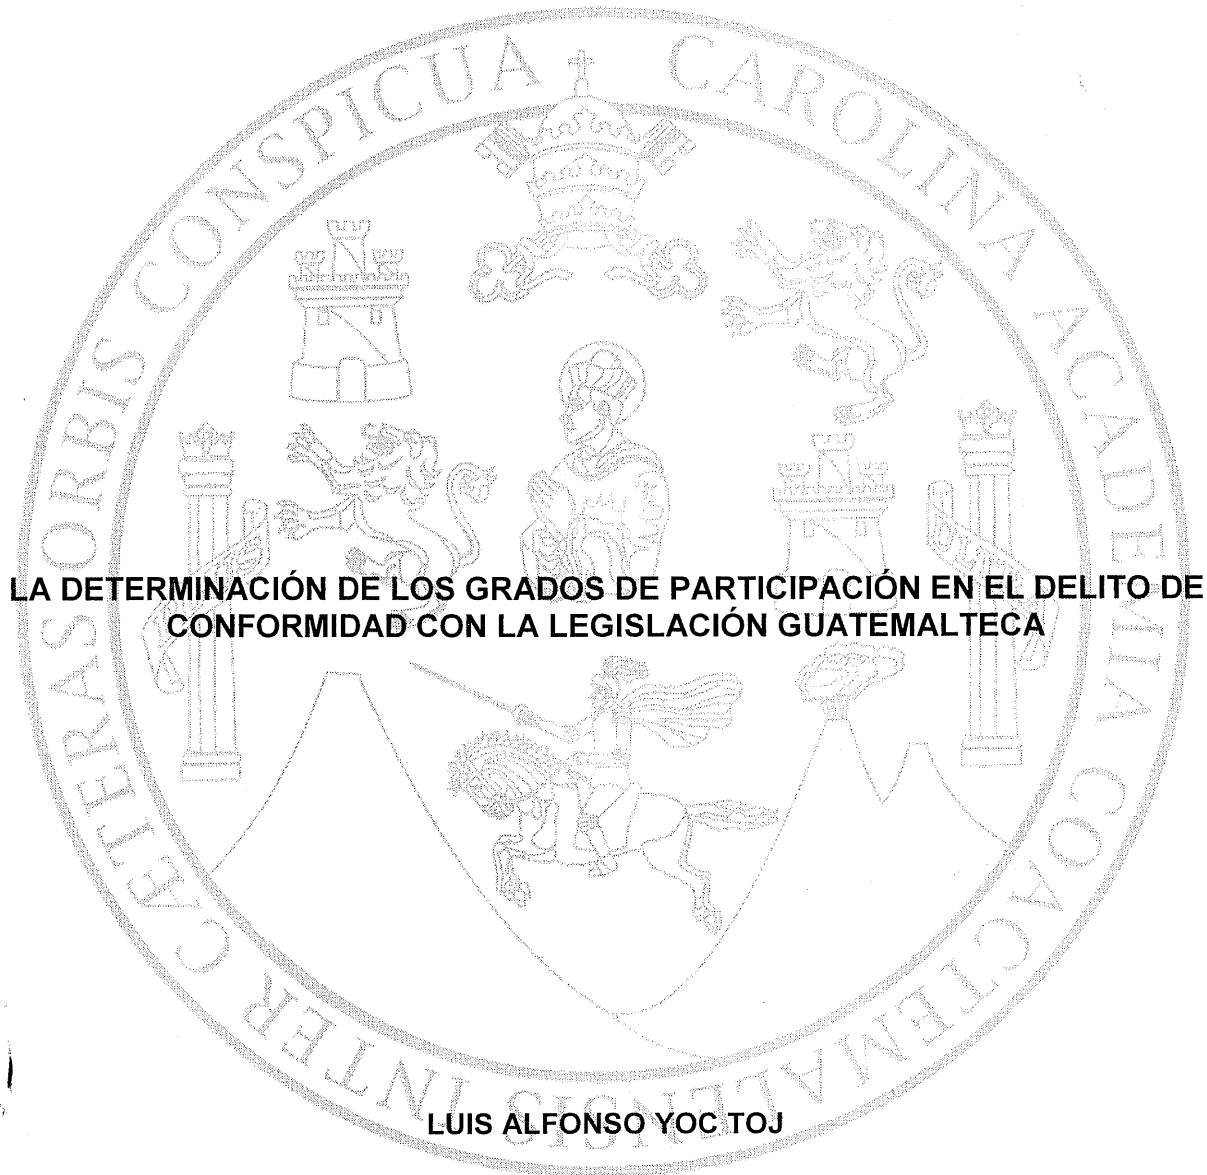 CAROLINA ACADEMIA COACTEMALENSIS INTER CAETERAS ORBIS CONSPICUA
LA DETERMINACIÓN DE LOS GRADOS DE PARTICIPACIÓN EN EL DELITO DE
CONFORMIDAD CON LA LEGISLACIÓN GUATEMALTECA
LUIS ALFONSO YOC TOJ